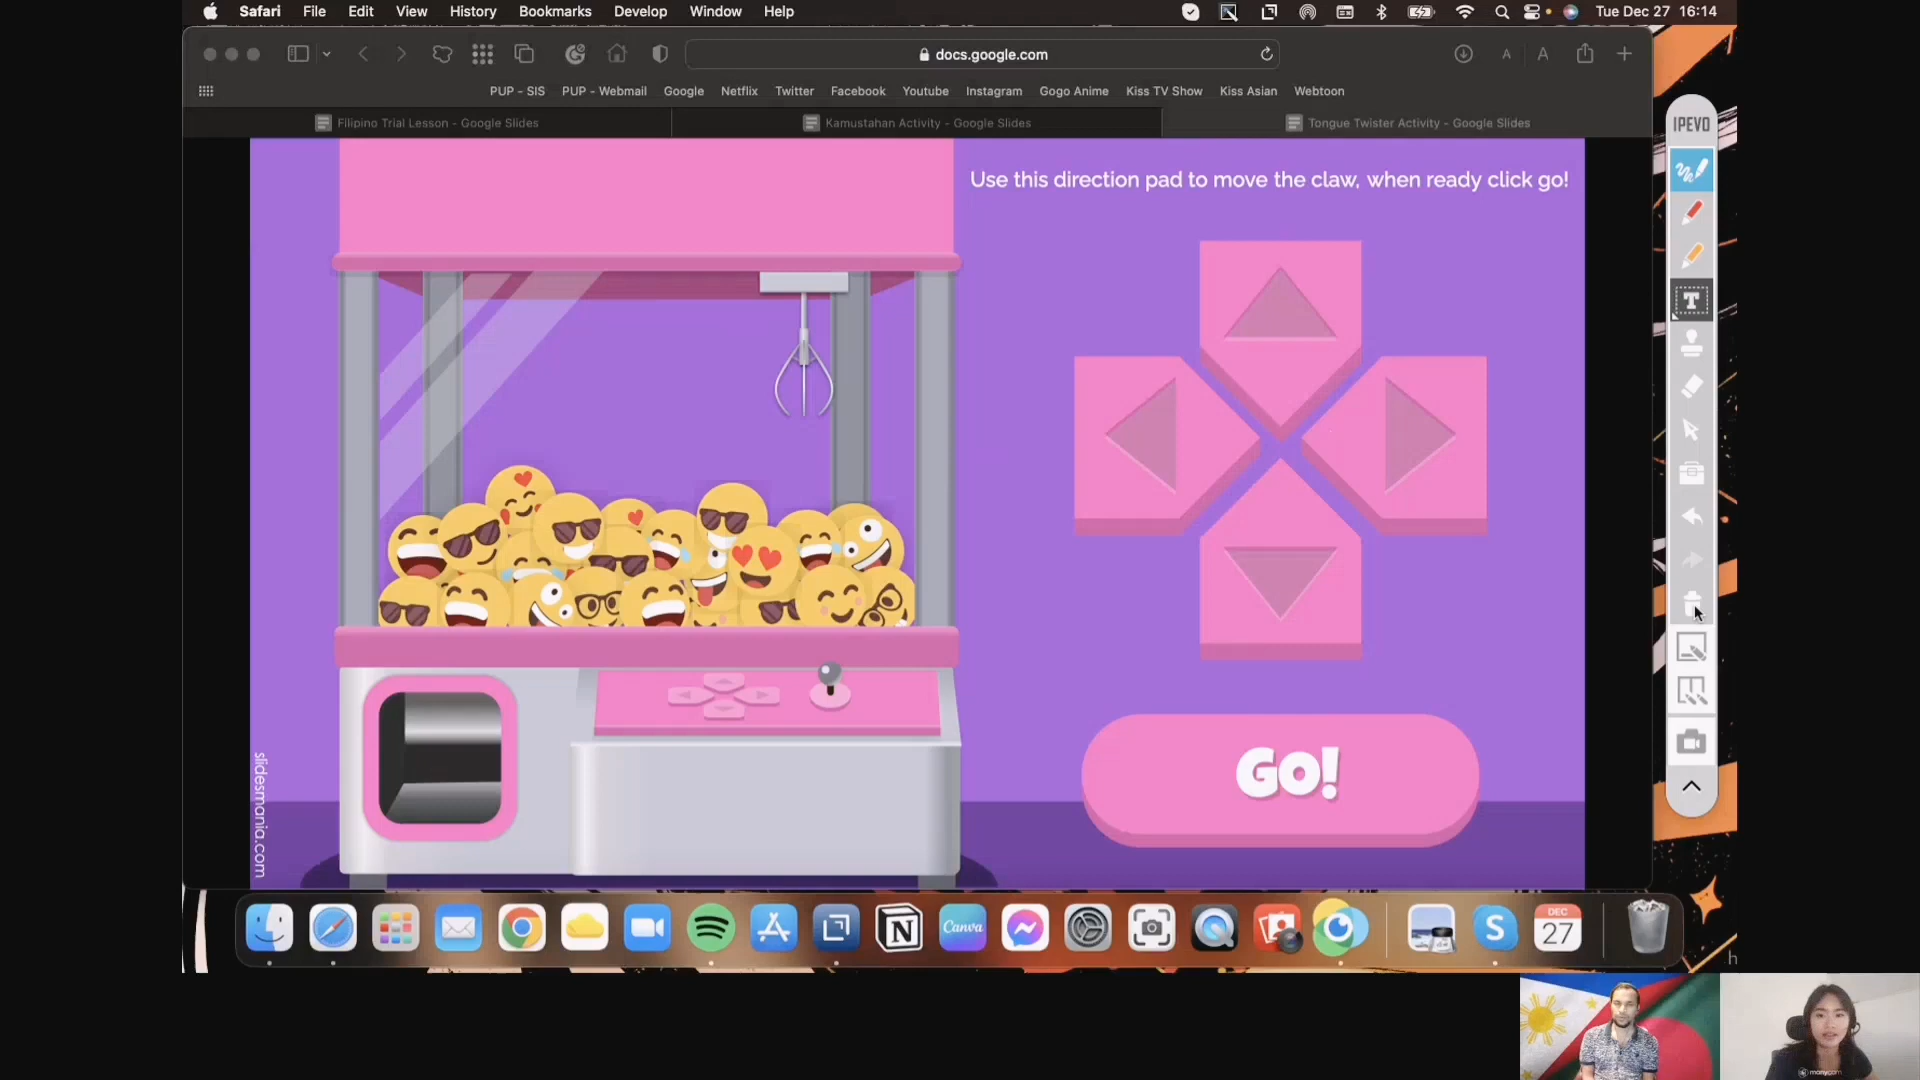 Safari File Edit View History Bookmarks Develop Window Help Tue Dec 27 16:14
docs.google.com A A
PUP - SIS PUP - Webmail Google Netflix Twitter Facebook Youtube Instagram Gogo Anime Kiss TV Show Kiss Asian Webtoon
Filipino Trial Lesson - Google Slides Kamustahan Activity - Google Slides Tongue Twister Activity - Google Slides
IPEVO
T
Use this direction pad to move the claw, when ready click go!
GO!
slidesmania.com
N Canva S DEC
27
h
manycam